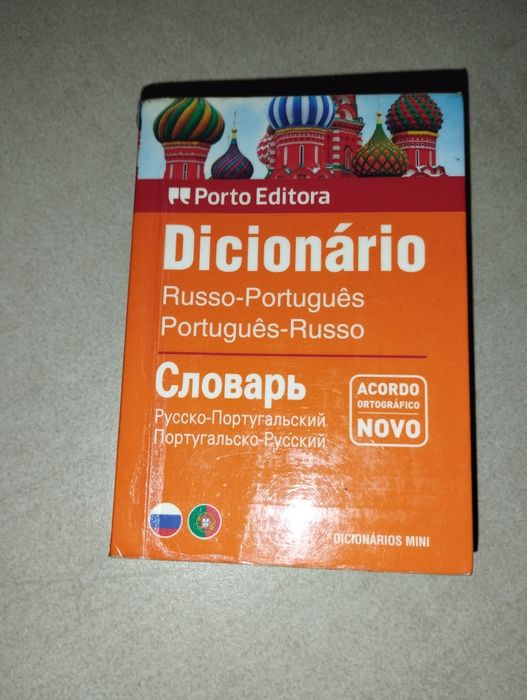 Porto Editora
Dicionário
Russo-Português
Português-Russo
Словарь
Русско-Португальский
Португальско-Русский
ACORDO
ORTOGRÁFICO
NOVO
DICIONÁRIOS MINI